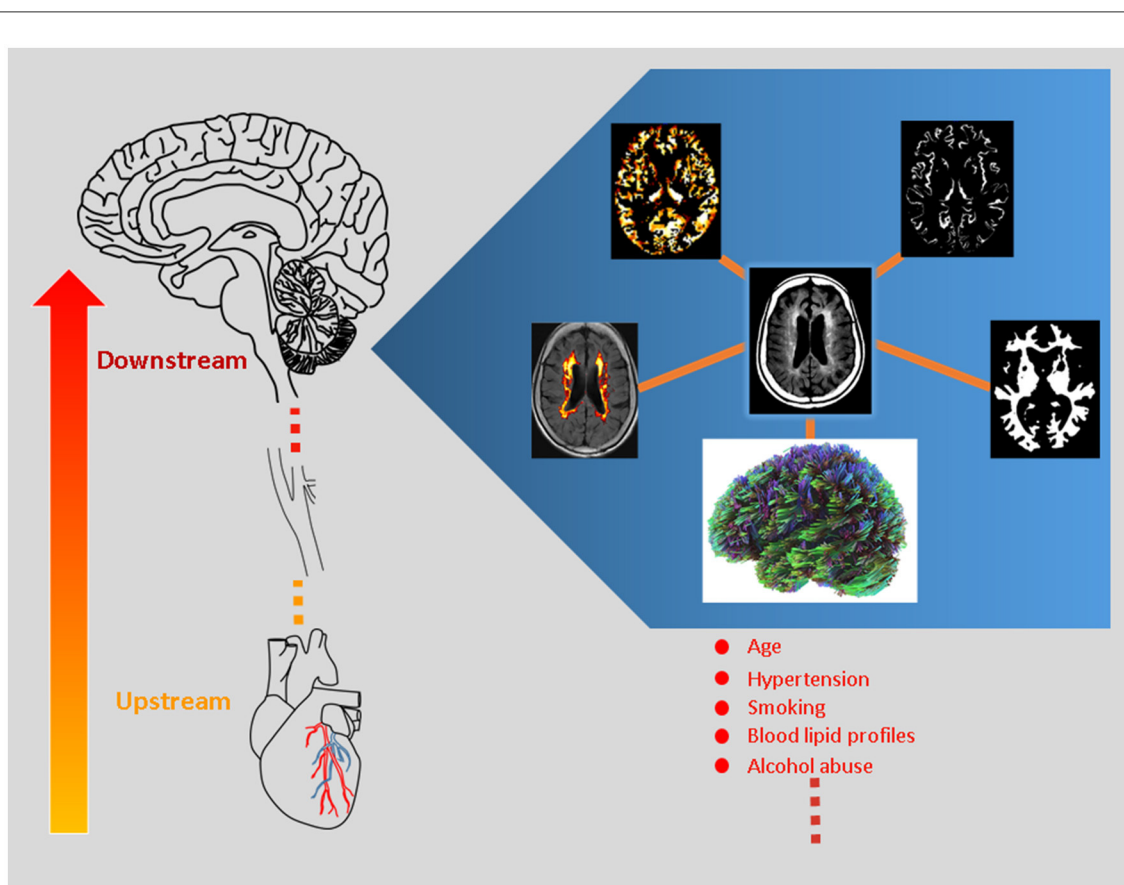 Downstream
Upstream
Age
Hypertension
Smoking
Blood lipid profiles
Alcohol abuse